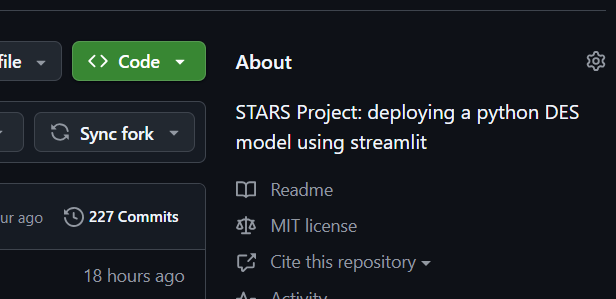 file
Code
About
STARS Project: deploying a python DES
model using streamlit
Sync fork
Readme
MIT license
ur ago
227 Commits
Cite this repository
18 hours ago
Activity